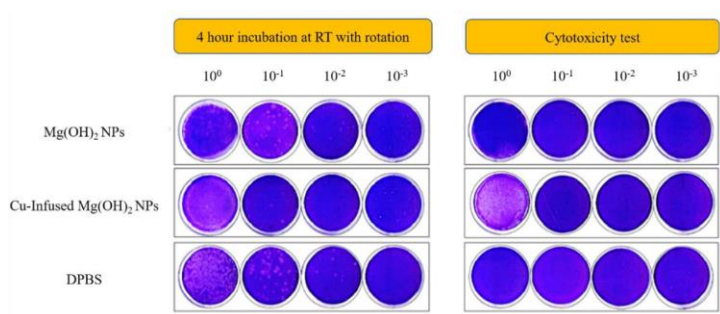 4 hour incubation at RT with rotation
Cytotoxicity test
10⁰ 10⁻¹ 10⁻² 10⁻³ 10⁰ 10⁻¹ 10⁻² 10⁻³
Mg(OH)₂ NPs
Cu-Infused Mg(OH)₂ NPs
DPBS